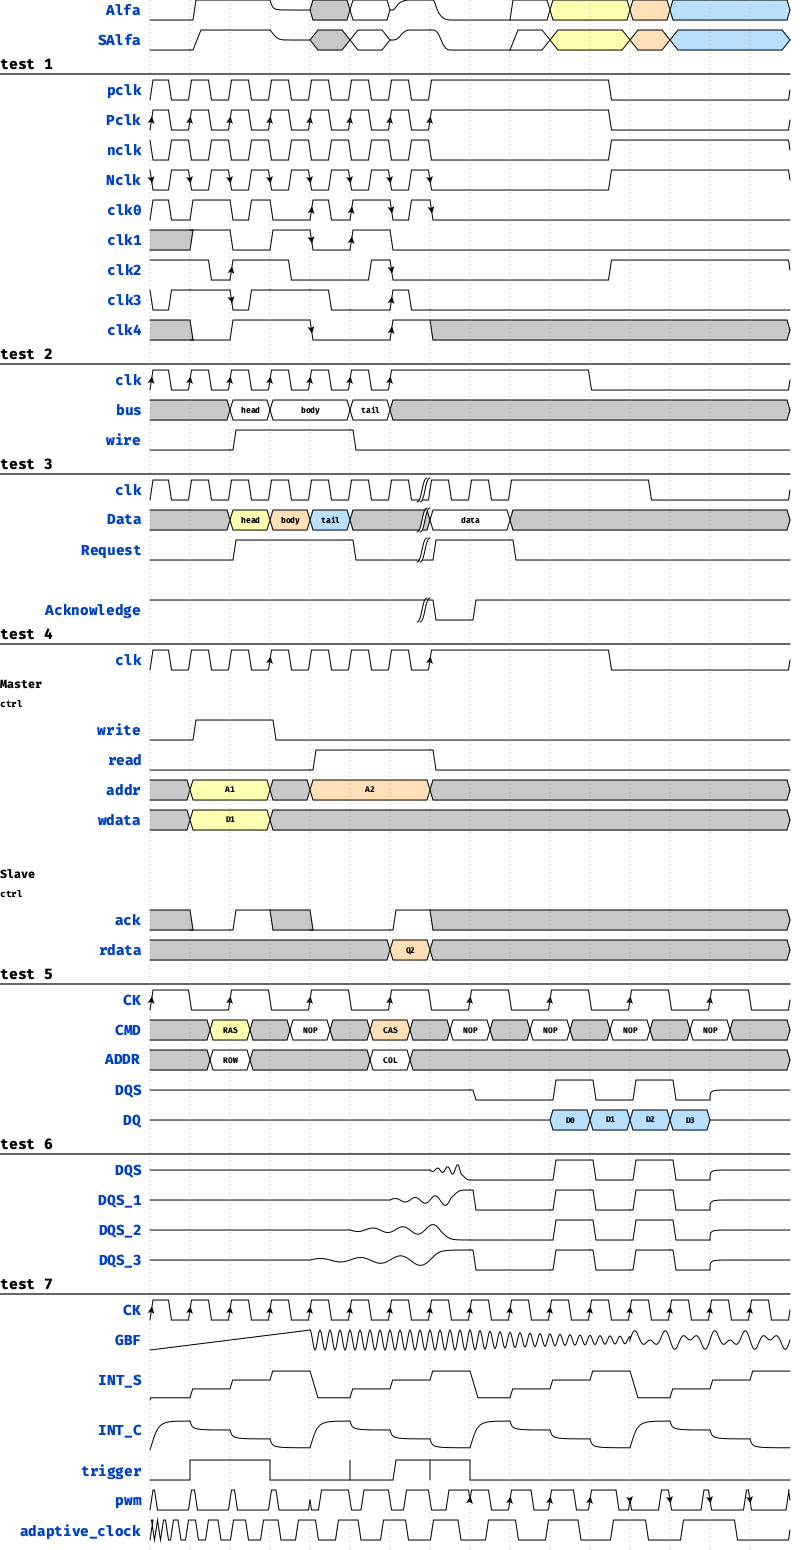 Alfa
SAlfa
test 1
pclk
Pclk
nclk
Nclk
clk0
clk1
clk2
clk3
clk4
test 2
clk
bus head body tail
wire
test 3
clk
Data head body tail data
Request
Acknowledge
test 4
clk
Master
ctrl
write
read
addr A1 A2
wdata D1
Slave
ctrl
ack
rdata Q2
test 5
CK
CMD RAS NOP CAS NOP NOP NOP NOP
ADDR ROW COL
DQS
DQ D0 D1 D2 D3
test 6
DQS
DQS_1
DQS_2
DQS_3
test 7
CK
GBF
INT_S
INT_C
trigger
pwm
adaptive_clock